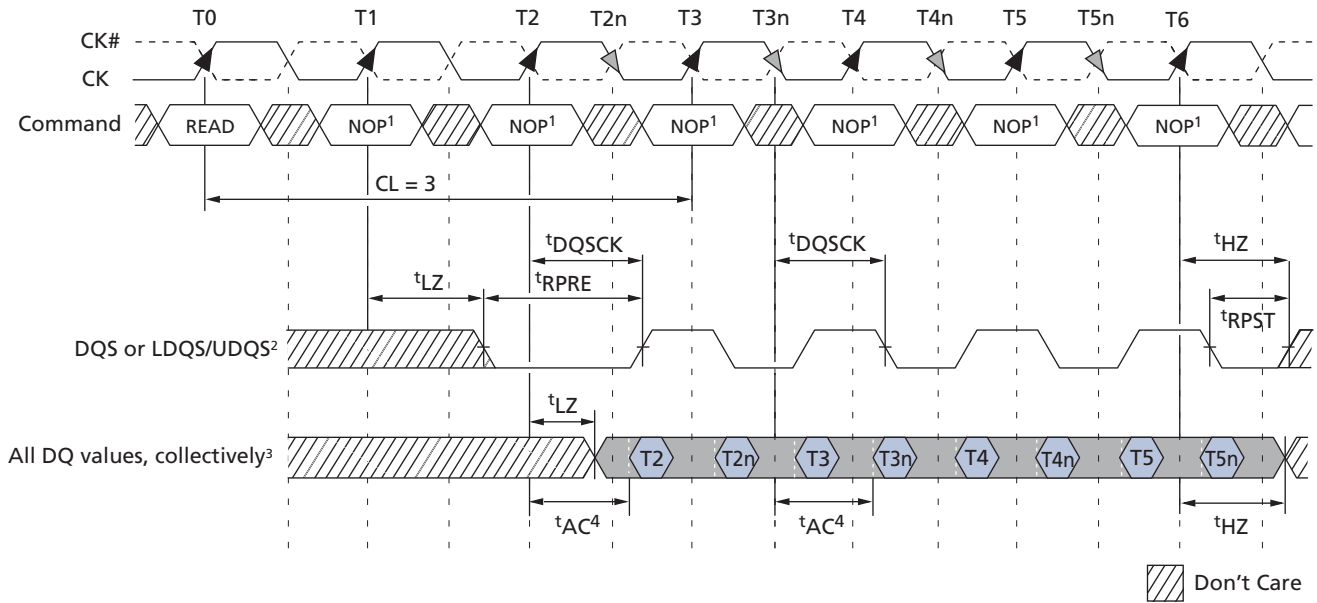 T0 T1 T2 T2n T3 T3n T4 T4n T5 T5n T6
CK#
CK
Command READ NOP¹ NOP¹ NOP¹ NOP¹ NOP¹ NOP¹
CL = 3
ᵗDQSCK ᵗDQSCK ᵗHZ
ᵗLZ ᵗRPRE
ᵗRPST
DQS or LDQS/UDQS²
ᵗLZ
All DQ values, collectively³ T2 T2n T3 T3n T4 T4n T5 T5n
ᵗAC⁴ ᵗAC⁴ ᵗHZ
Don't Care